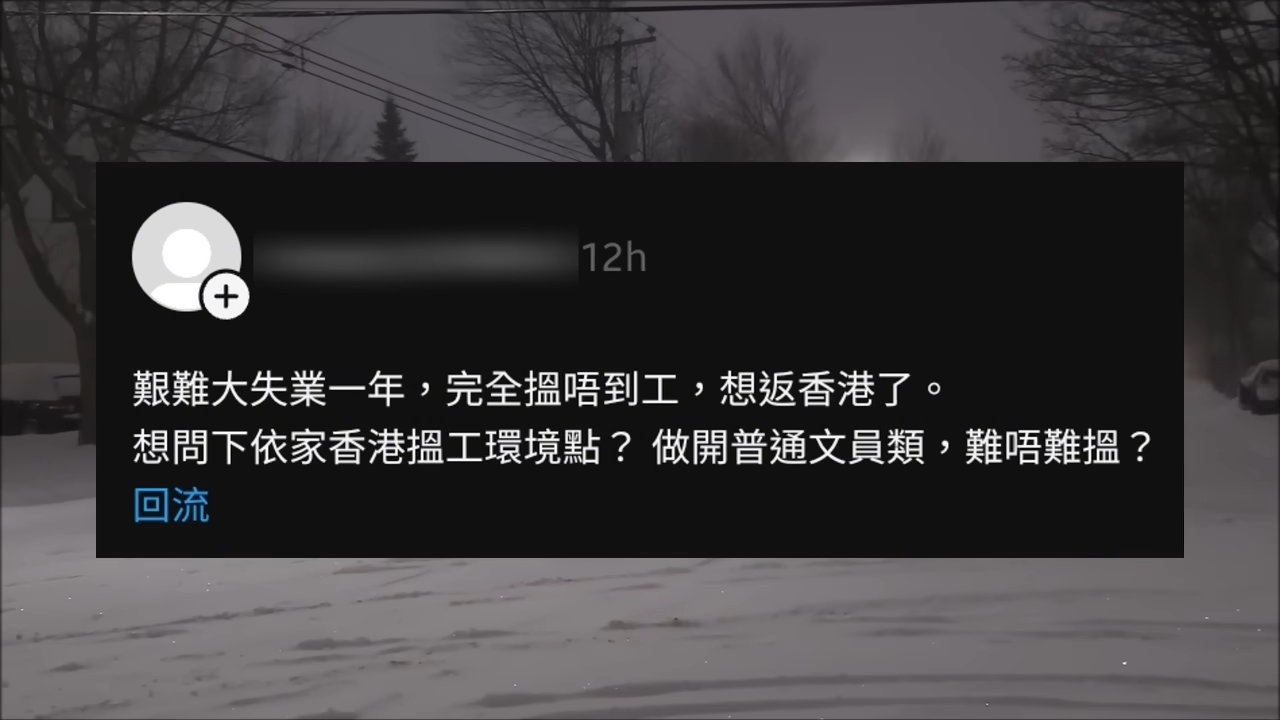 12h
艱難大失業一年，完全搵唔到工，想返香港了。
想問下依家香港搵工環境點？ 做開普通文員類，難唔難搵？
回流